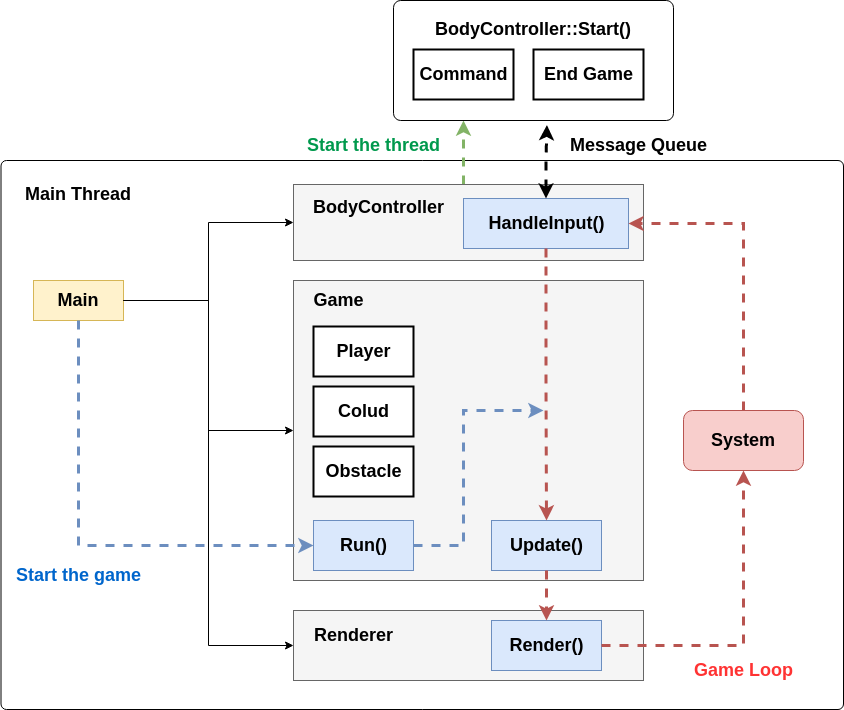 BodyController::Start()
Command
End Game
Start the thread
Message Queue
Main Thread
BodyController
HandleInput()
Main
Game
Player
Colud
Obstacle
System
Run()
Update()
Start the game
Renderer
Render()
Game Loop